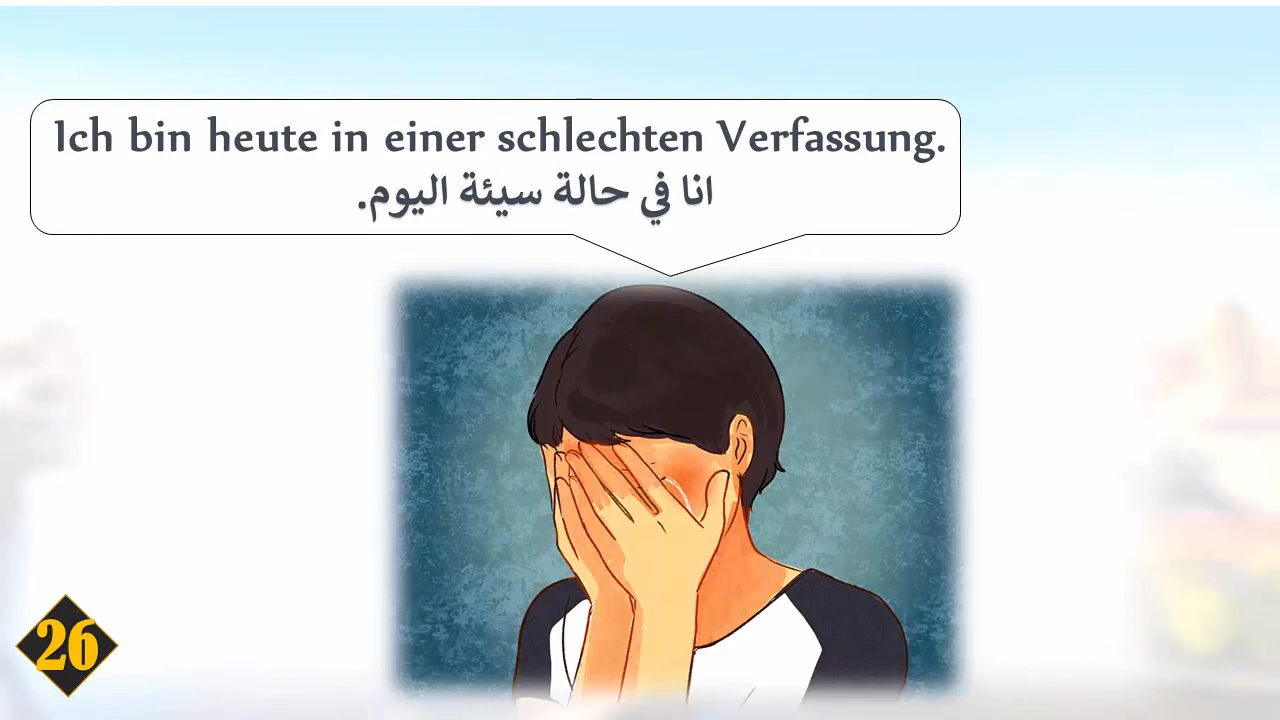 Ich bin heute in einer schlechten Verfassung.
انا في حالة سيئة اليوم.
26